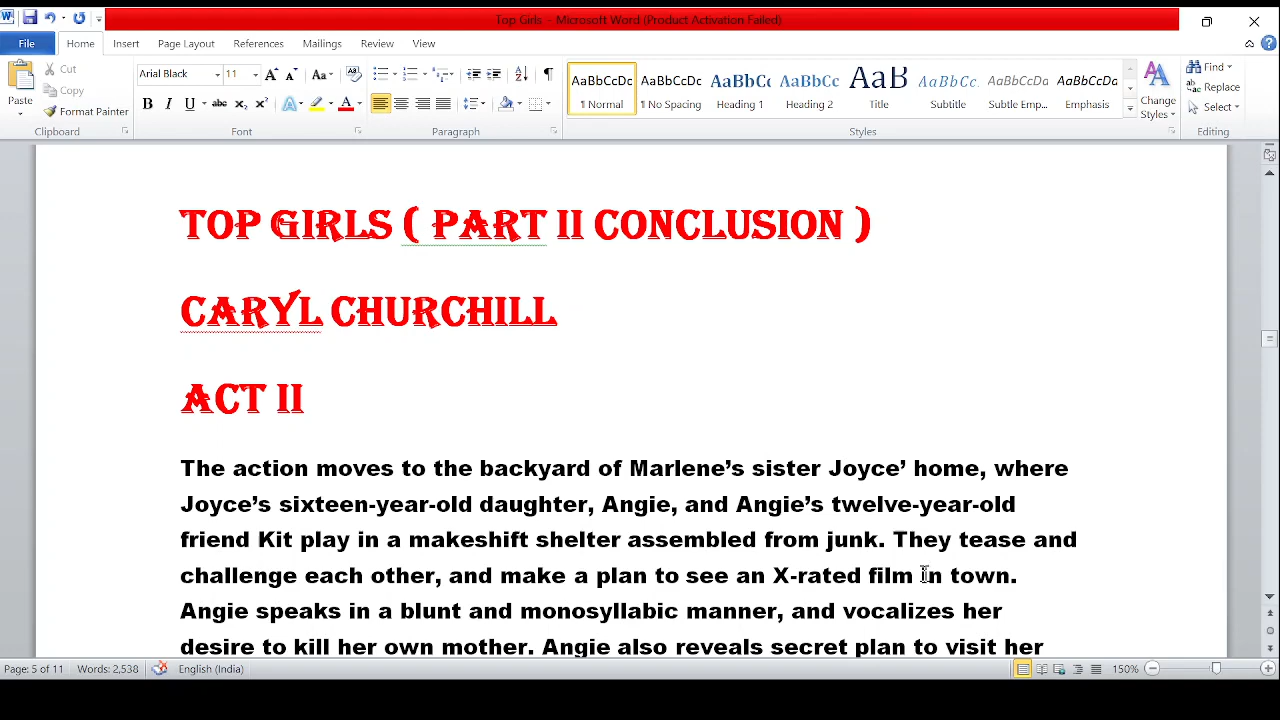 Top Girls - Microsoft Word (Product Activation Failed)
File Home Insert Page Layout References Mailings Review View
Paste Cut Copy Format Painter
Arial Black 11
AaBbCcDc AaBbCcDc AaBbCc AaBbCc AaB AaBbCc. AaBbCcDc AaBbCcDc
¶ Normal ¶ No Spacing Heading 1 Heading 2 Title Subtitle Subtle Em... Emphasis
Change Styles
Find Replace Select
Clipboard Font Paragraph Styles Editing
TOP GIRLS ( PART II CONCLUSION )
CARYL CHURCHILL
ACT II
The action moves to the backyard of Marlene’s sister Joyce’ home, where
Joyce’s sixteen-year-old daughter, Angie, and Angie’s twelve-year-old
friend Kit play in a makeshift shelter assembled from junk. They tease and
challenge each other, and make a plan to see an X-rated film in town.
Angie speaks in a blunt and monosyllabic manner, and vocalizes her
desire to kill her own mother. Angie also reveals secret plan to visit her
Page: 5 of 11 Words: 2,538 English (India) 150%